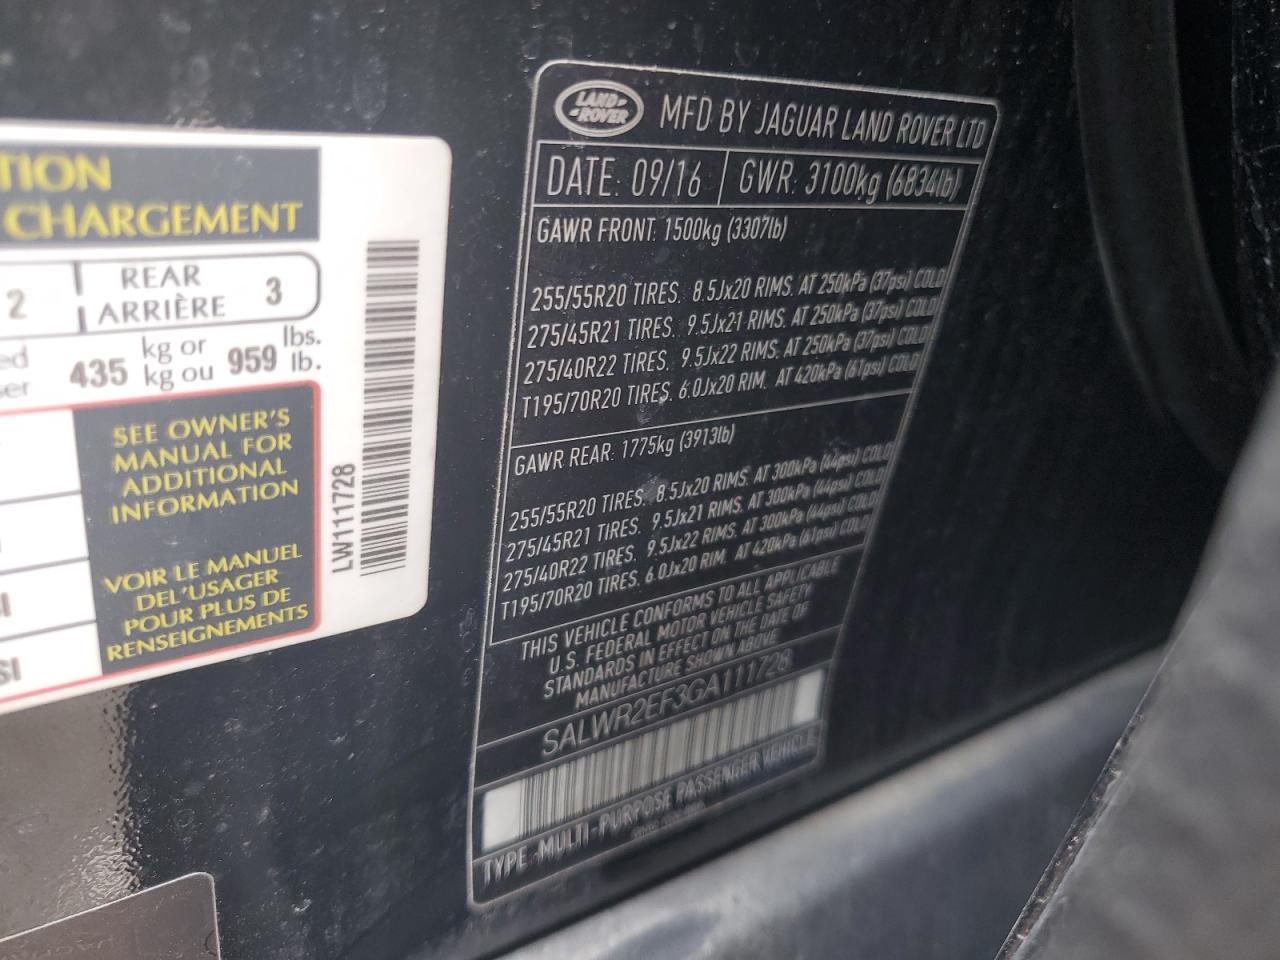 TION
CHARGEMENT
2
REAR
ARRIÈRE
3
435 kg or
kg ou 959 lbs.
lb.
SEE OWNER'S
MANUAL FOR
ADDITIONAL
INFORMATION
VOIR LE MANUEL
DEL'USAGER
POUR PLUS DE
RENSEIGNEMENTS
LW111728
LAND
ROVER
MFD BY JAGUAR LAND ROVER LTD
DATE: 09/16
GWR: 3100kg (6834lb)
GAWR FRONT: 1500kg (3307lb)
255/55R20 TIRES. 8.5Jx20 RIMS. AT 250kPa (37psi) COLD
275/45R21 TIRES. 9.5Jx21 RIMS. AT 250kPa (37psi) COLD
275/40R22 TIRES. 9.5Jx22 RIMS. AT 250kPa (37psi) COLD
T195/70R20 TIRES. 6.0Jx20 RIM. AT 420kPa (61psi) COLD
GAWR REAR: 1775kg (3913lb)
255/55R20 TIRES. 8.5Jx20 RIMS. AT 300kPa (44psi) COLD
275/45R21 TIRES. 9.5Jx21 RIMS. AT 300kPa (44psi) COLD
275/40R22 TIRES. 9.5Jx22 RIMS. AT 300kPa (44psi) COLD
T195/70R20 TIRES. 6.0Jx20 RIM. AT 420kPa (61psi) COLD
THIS VEHICLE CONFORMS TO ALL APPLICABLE
U.S. FEDERAL MOTOR VEHICLE SAFETY
STANDARDS IN EFFECT ON THE DATE OF
MANUFACTURE SHOWN ABOVE
SALWR2EF3GA111728
TYPE-MULTI-PURPOSE PASSENGER VEHICLE